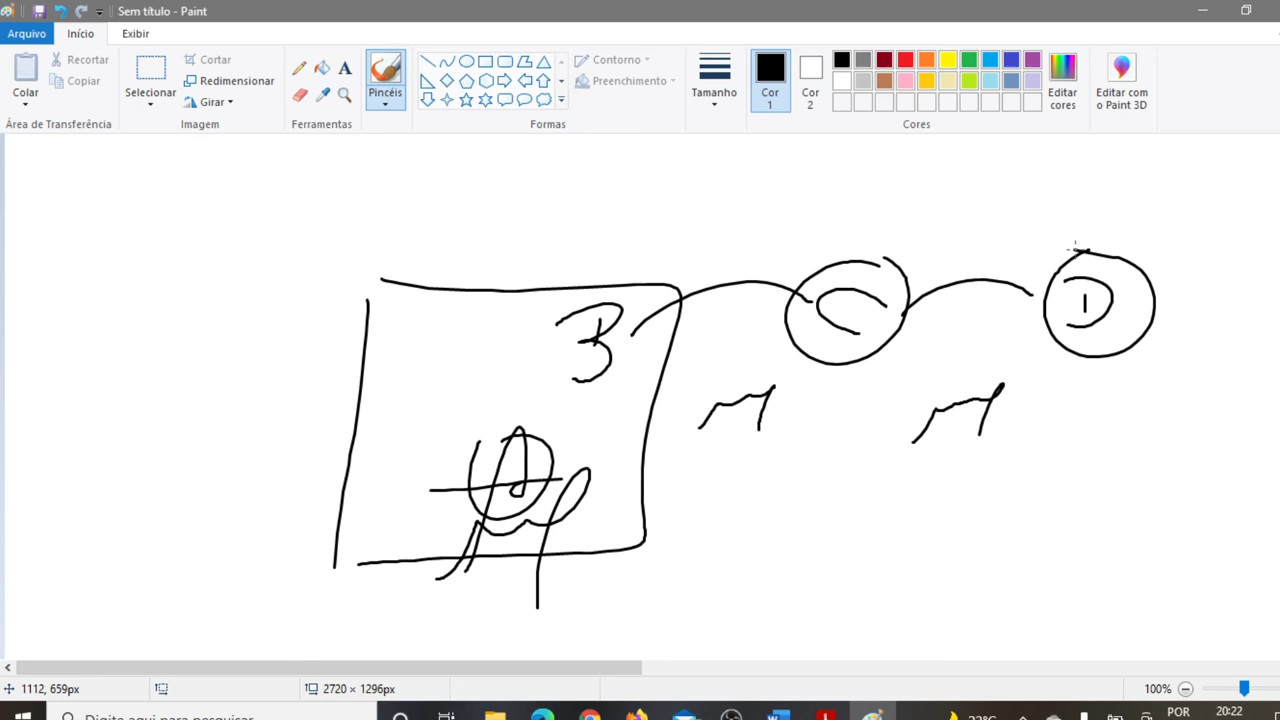 Sem título - Paint
Arquivo Início Exibir
Colar
Recortar
Copiar
Área de Transferência
Selecionar
Cortar
Redimensionar
Girar
Imagem
A
Ferramentas
Pincéis
Contorno
Preenchimento
Formas
Tamanho
Cor 1
Cor 2
Editar cores
Cores
Editar com o Paint 3D
B C D
1112, 659px 2720 × 1296px 100%
Digite aqui para pesquisar
POR 20:22